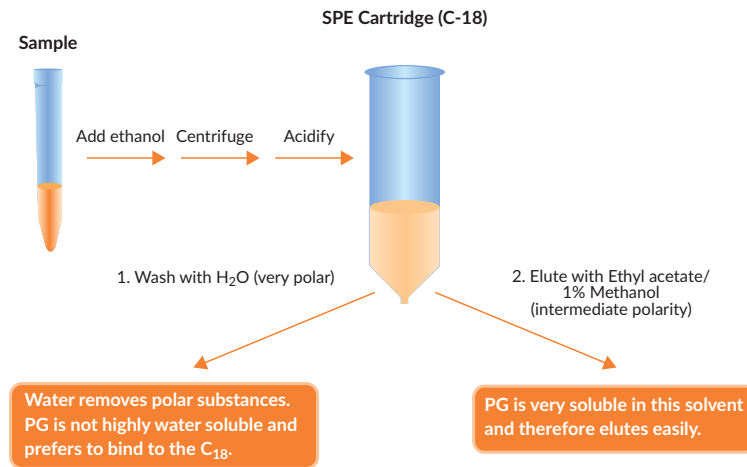 SPE Cartridge (C-18)
Sample
Add ethanol
Centrifuge
Acidify
1. Wash with H₂O (very polar)
2. Elute with Ethyl acetate/
1% Methanol
(intermediate polarity)
Water removes polar substances.
PG is not highly water soluble and
prefers to bind to the C₁₈.
PG is very soluble in this solvent
and therefore elutes easily.